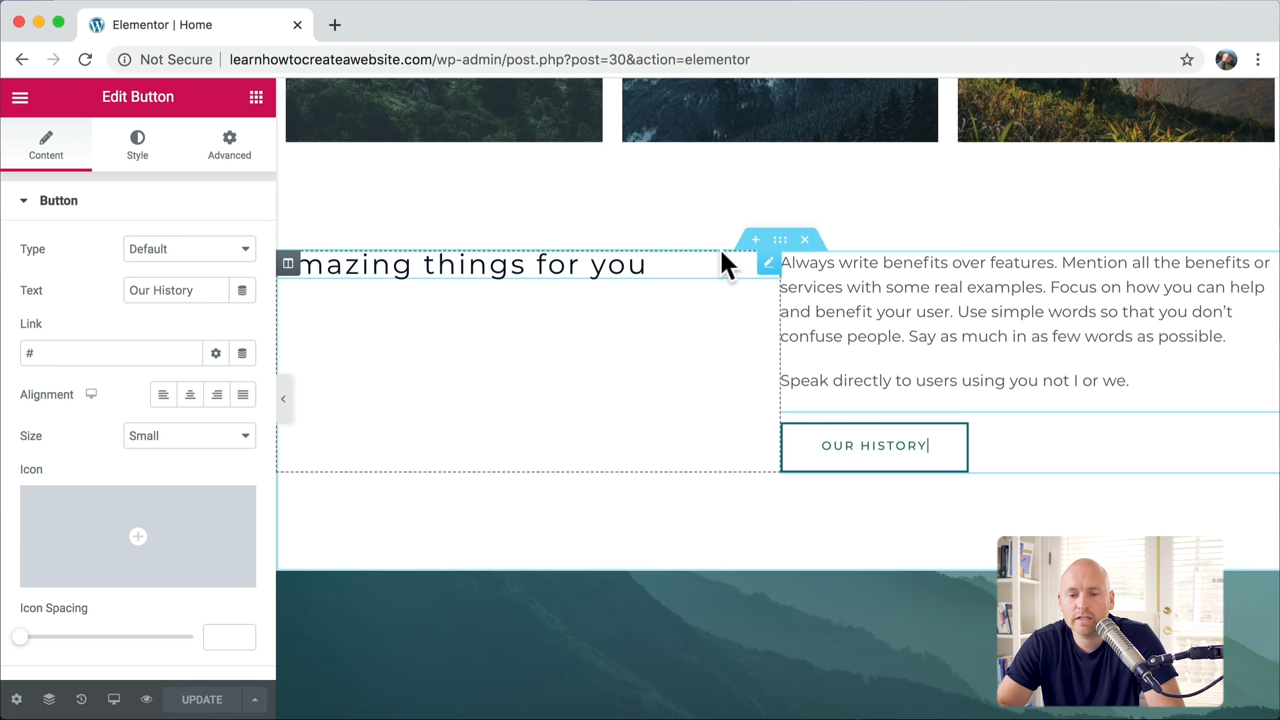 Elementor | Home
Not Secure
learnhowtocreateawebsite.com/wp-admin/post.php?post=30&action=elementor
Edit Button
Content
Style
Advanced
Button
Type
Default
Text
Our History
Link
#
Alignment
Size
Small
Icon
Icon Spacing
UPDATE
mazing things for you
Always write benefits over features. Mention all the benefits or
services with some real examples. Focus on how you can help
and benefit your user. Use simple words so that you don't
confuse people. Say as much in as few words as possible.
Speak directly to users using you not I or we.
OUR HISTORY